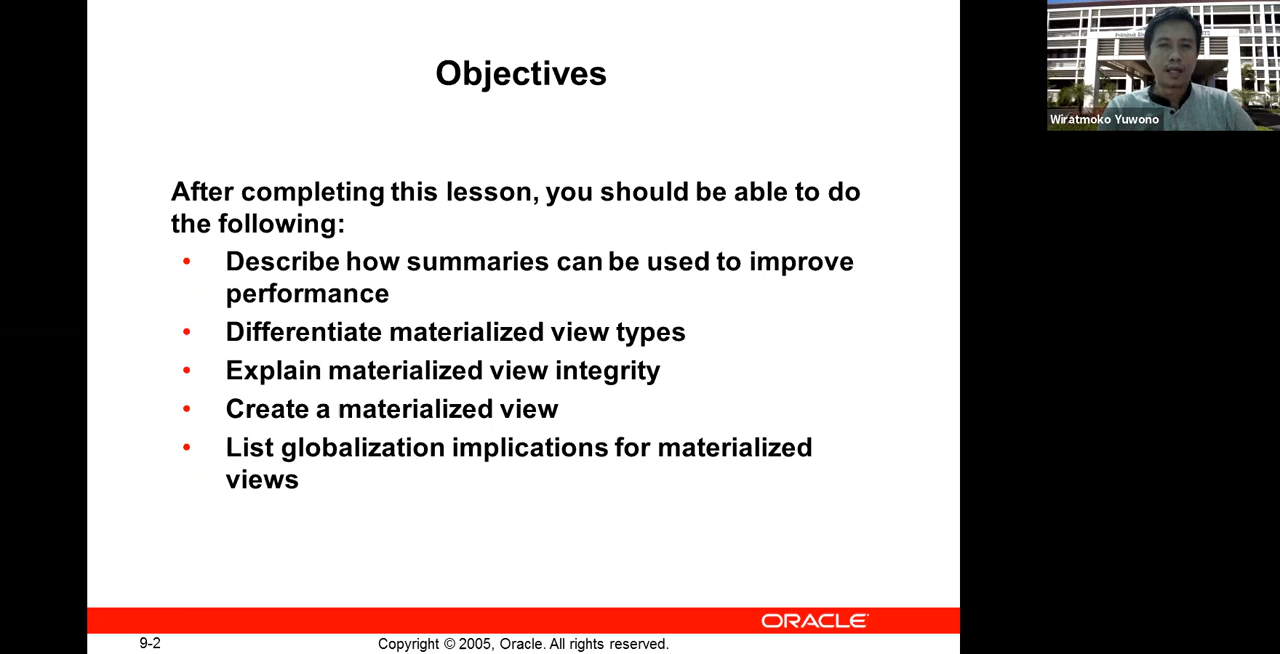 Objectives
After completing this lesson, you should be able to do
the following:
• Describe how summaries can be used to improve
performance
• Differentiate materialized view types
• Explain materialized view integrity
• Create a materialized view
• List globalization implications for materialized
views
ORACLE
9-2
Copyright © 2005, Oracle. All rights reserved.
Wiratmoko Yuwono